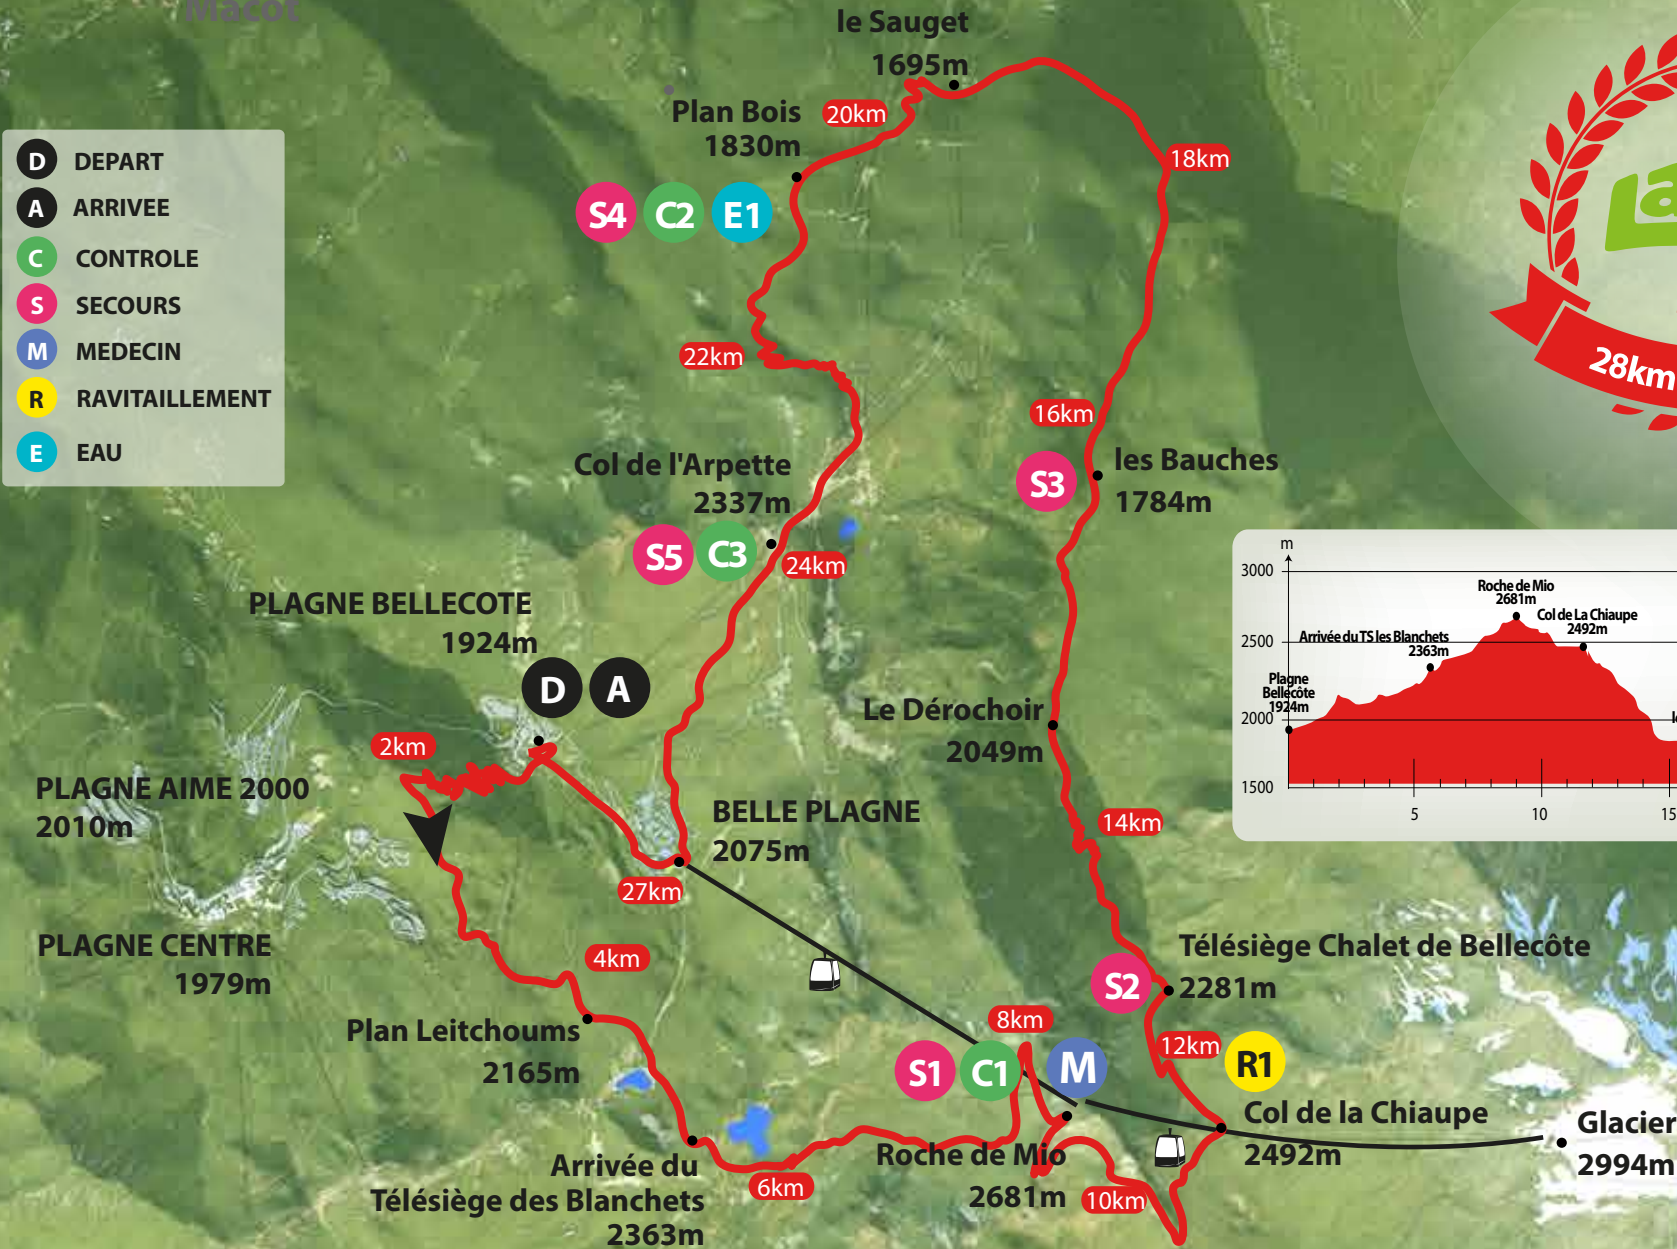 Macot
le Sauget
1695m
Plan Bois
1830m
20km
18km
S4 C2 E1
D DEPART
A ARRIVEE
C CONTROLE
S SECOURS
M MEDECIN
R RAVITAILLEMENT
E EAU
28km
22km
16km
Col de l'Arpette
2337m
S5 C3
24km
les Bauches
1784m
S3
PLAGNE BELLECOTE
1924m
D A
Le Dérochoir
2049m
2km
PLAGNE AIME 2000
2010m
BELLE PLAGNE
2075m
14km
27km
PLAGNE CENTRE
1979m
4km
Télésiège Chalet de Bellecôte
2281m
S2
Plan Leitchoums
2165m
8km
12km
S1 C1 M
R1
Col de la Chiaupe
2492m
Glacier
2994m
Roche de Mio
2681m
Arrivée du
Télésiège des Blanchets
2363m
6km
10km
m
3000
2500
2000
1500
Roche de Mio
2681m
Col de La Chiaupe
2492m
Arrivée du TS les Blanchets
2363m
Plagne
Bellecôte
1924m
5 10 15